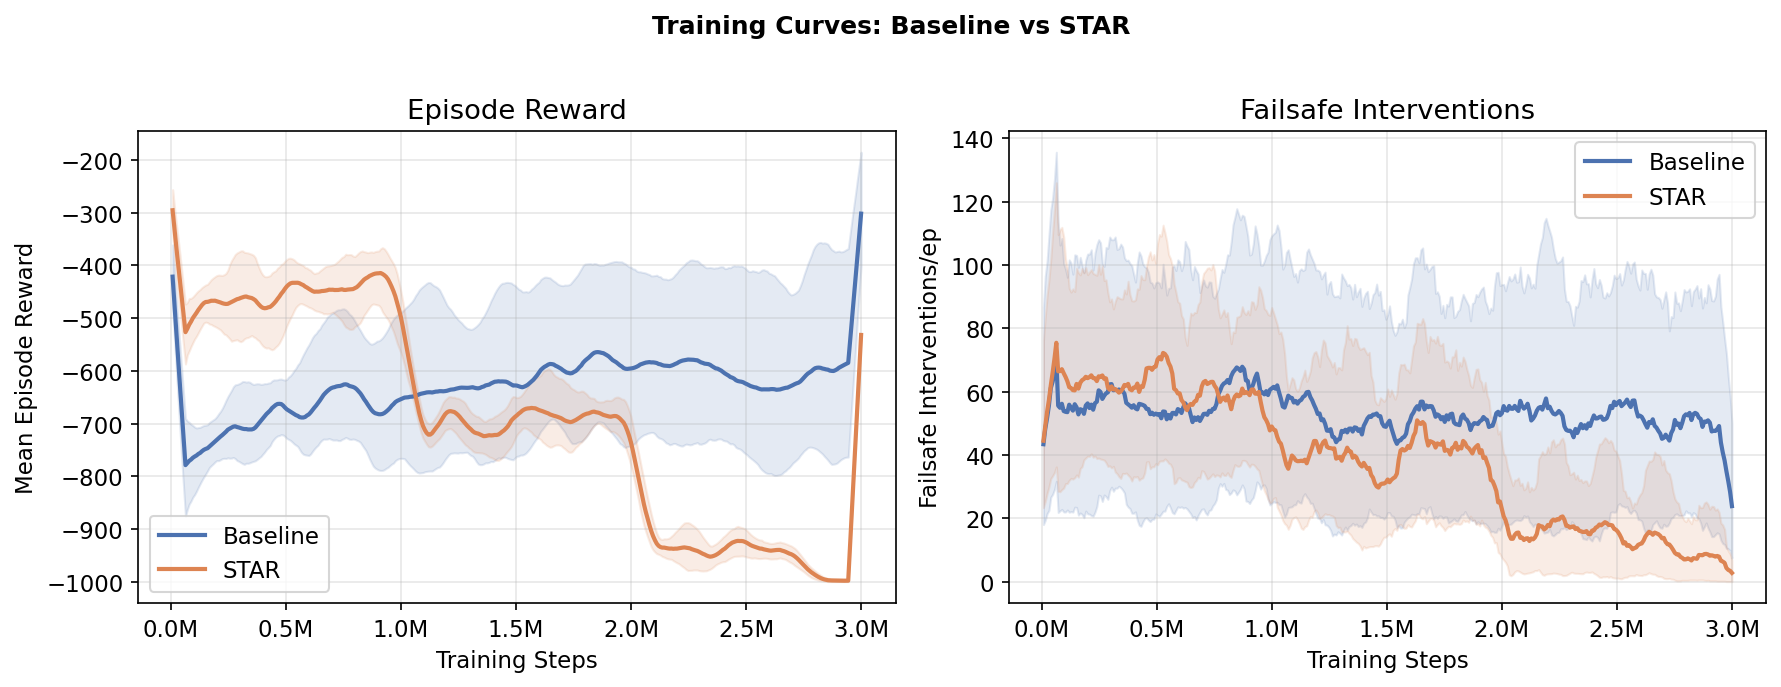 Training Curves: Baseline vs STAR
Episode Reward
Mean Episode Reward
−200
−300
−400
−500
−600
−700
−800
−900
−1000
Baseline
STAR
0.0M 0.5M 1.0M 1.5M 2.0M 2.5M 3.0M
Training Steps
Failsafe Interventions
Failsafe Interventions/ep
140
120
100
80
60
40
20
0
Baseline
STAR
0.0M 0.5M 1.0M 1.5M 2.0M 2.5M 3.0M
Training Steps